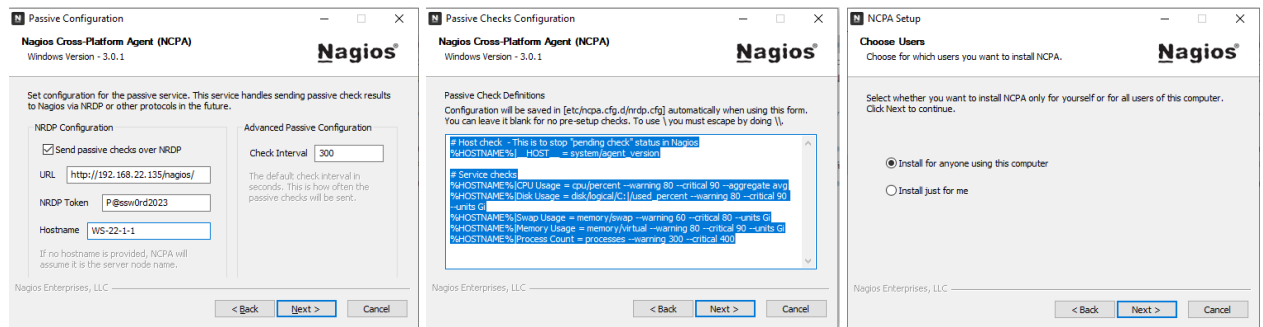 Passive Configuration
Nagios Cross-Platform Agent (NCPA)
Windows Version - 3.0.1
Nagios®
Set configuration for the passive service. This service handles sending passive check results
to Nagios via NRDP or other protocols in the future.
NRDP Configuration
Send passive checks over NRDP
URL http://192.168.22.135/nagios/
NRDP Token P@ssw0rd2023
Hostname WS-22-1-1
If no hostname is provided, NCPA will
assume it is the server node name.
Advanced Passive Configuration
Check Interval 300
The default check interval in
seconds. This is how often the
passive checks will be sent.
Nagios Enterprises, LLC
< Back Next > Cancel
Passive Checks Configuration
Nagios Cross-Platform Agent (NCPA)
Windows Version - 3.0.1
Nagios®
Passive Check Definitions
Configuration will be saved in [etc/ncpa.cfg.d/nrdp.cfg] automatically when using this form.
You can leave it blank for no pre-setup checks. To use \ you must escape by doing \\.
# Host check - This is to stop "pending check" status in Nagios
%HOSTNAME%|__HOST__ = system/agent_version
# Service checks
%HOSTNAME%|CPU Usage = cpu/percent --warning 80 --critical 90 --aggregate avg
%HOSTNAME%|Disk Usage = disk/logical/C:|/used_percent --warning 80 --critical 90
--units Gi
%HOSTNAME%|Swap Usage = memory/swap --warning 60 --critical 80 --units Gi
%HOSTNAME%|Memory Usage = memory/virtual --warning 80 --critical 90 --units Gi
%HOSTNAME%|Process Count = processes --warning 300 --critical 400
Nagios Enterprises, LLC
< Back Next > Cancel
NCPA Setup
Choose Users
Choose for which users you want to install NCPA.
Nagios®
Select whether you want to install NCPA only for yourself or for all users of this computer.
Click Next to continue.
Install for anyone using this computer
Install just for me
Nagios Enterprises, LLC
< Back Next > Cancel